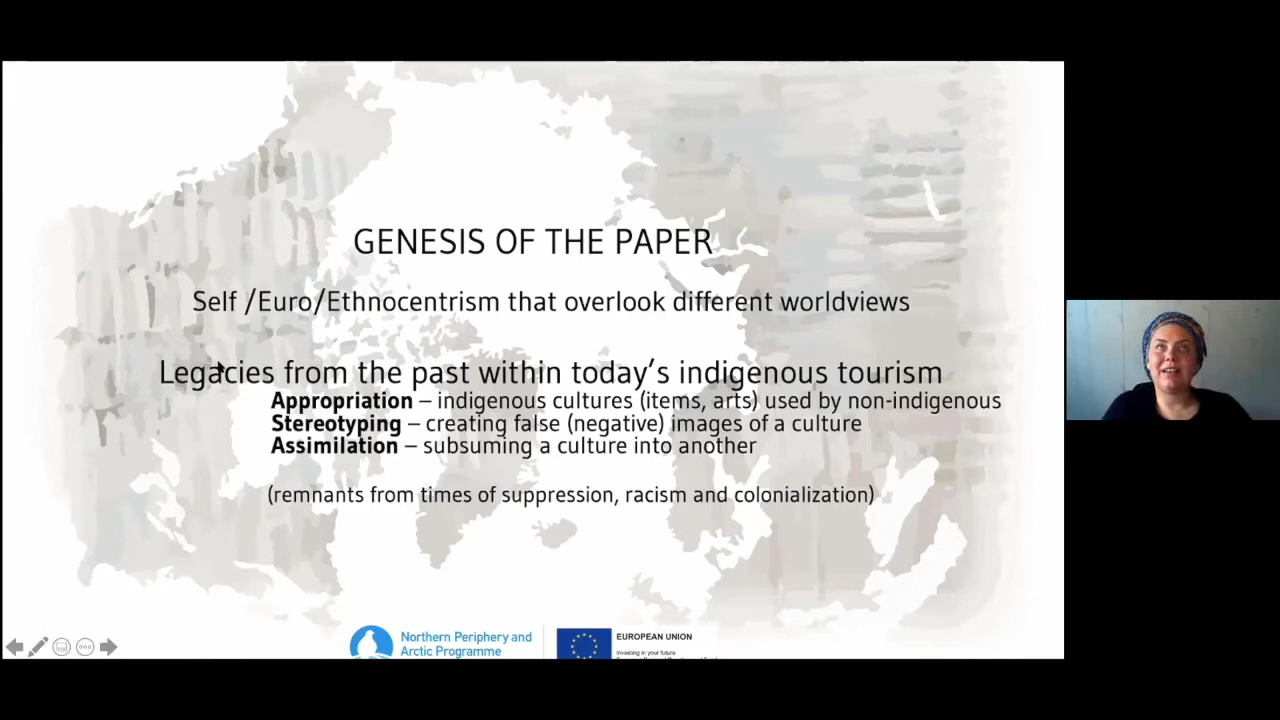 GENESIS OF THE PAPER
Self /Euro/Ethnocentrism that overlook different worldviews
Legacies from the past within today’s indigenous tourism
Appropriation – indigenous cultures (items, arts) used by non-indigenous
Stereotyping – creating false (negative) images of a culture
Assimilation – subsuming a culture into another
(remnants from times of suppression, racism and colonialization)
Northern Periphery and
Arctic Programme
EUROPEAN UNION
Investing in your future